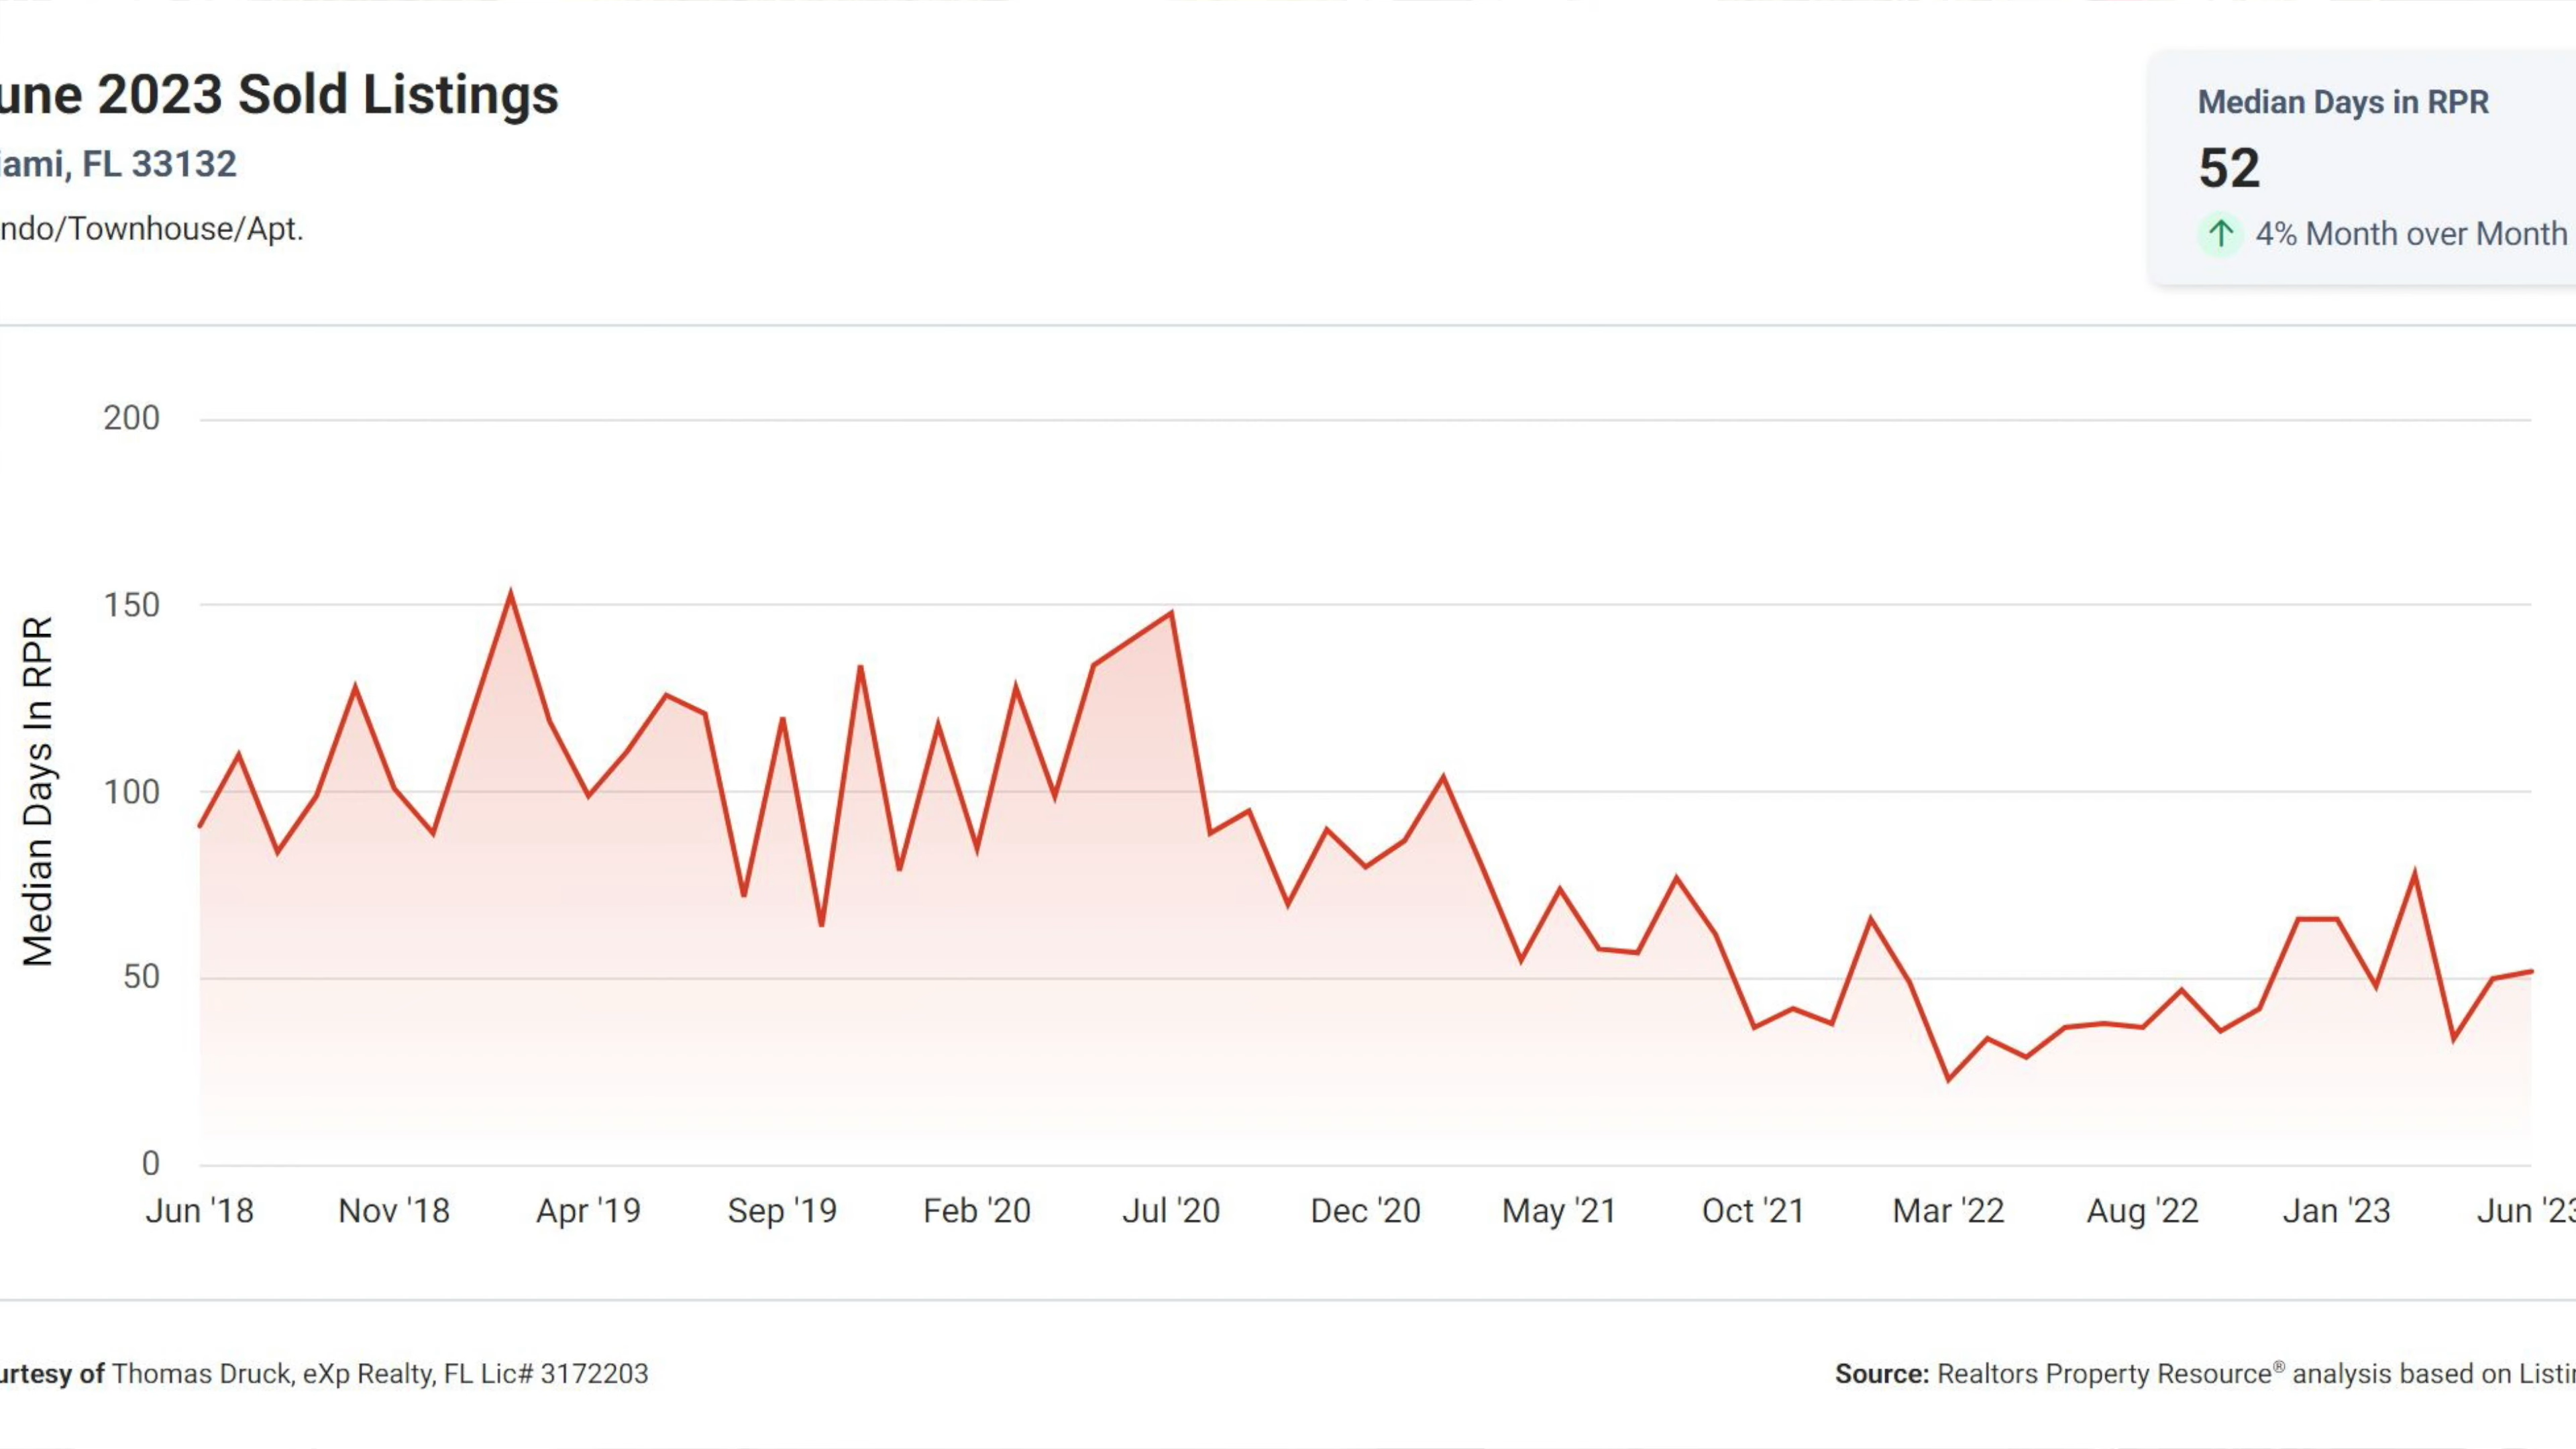 une 2023 Sold Listings
iami, FL 33132
ndo/Townhouse/Apt.
Median Days in RPR
52
4% Month over Month
Median Days In RPR
200
150
100
50
0
Jun '18 Nov '18 Apr '19 Sep '19 Feb '20 Jul '20 Dec '20 May '21 Oct '21 Mar '22 Aug '22 Jan '23 Jun '23
urtesy of Thomas Druck, eXp Realty, FL Lic# 3172203
Source: Realtors Property Resource® analysis based on Listin